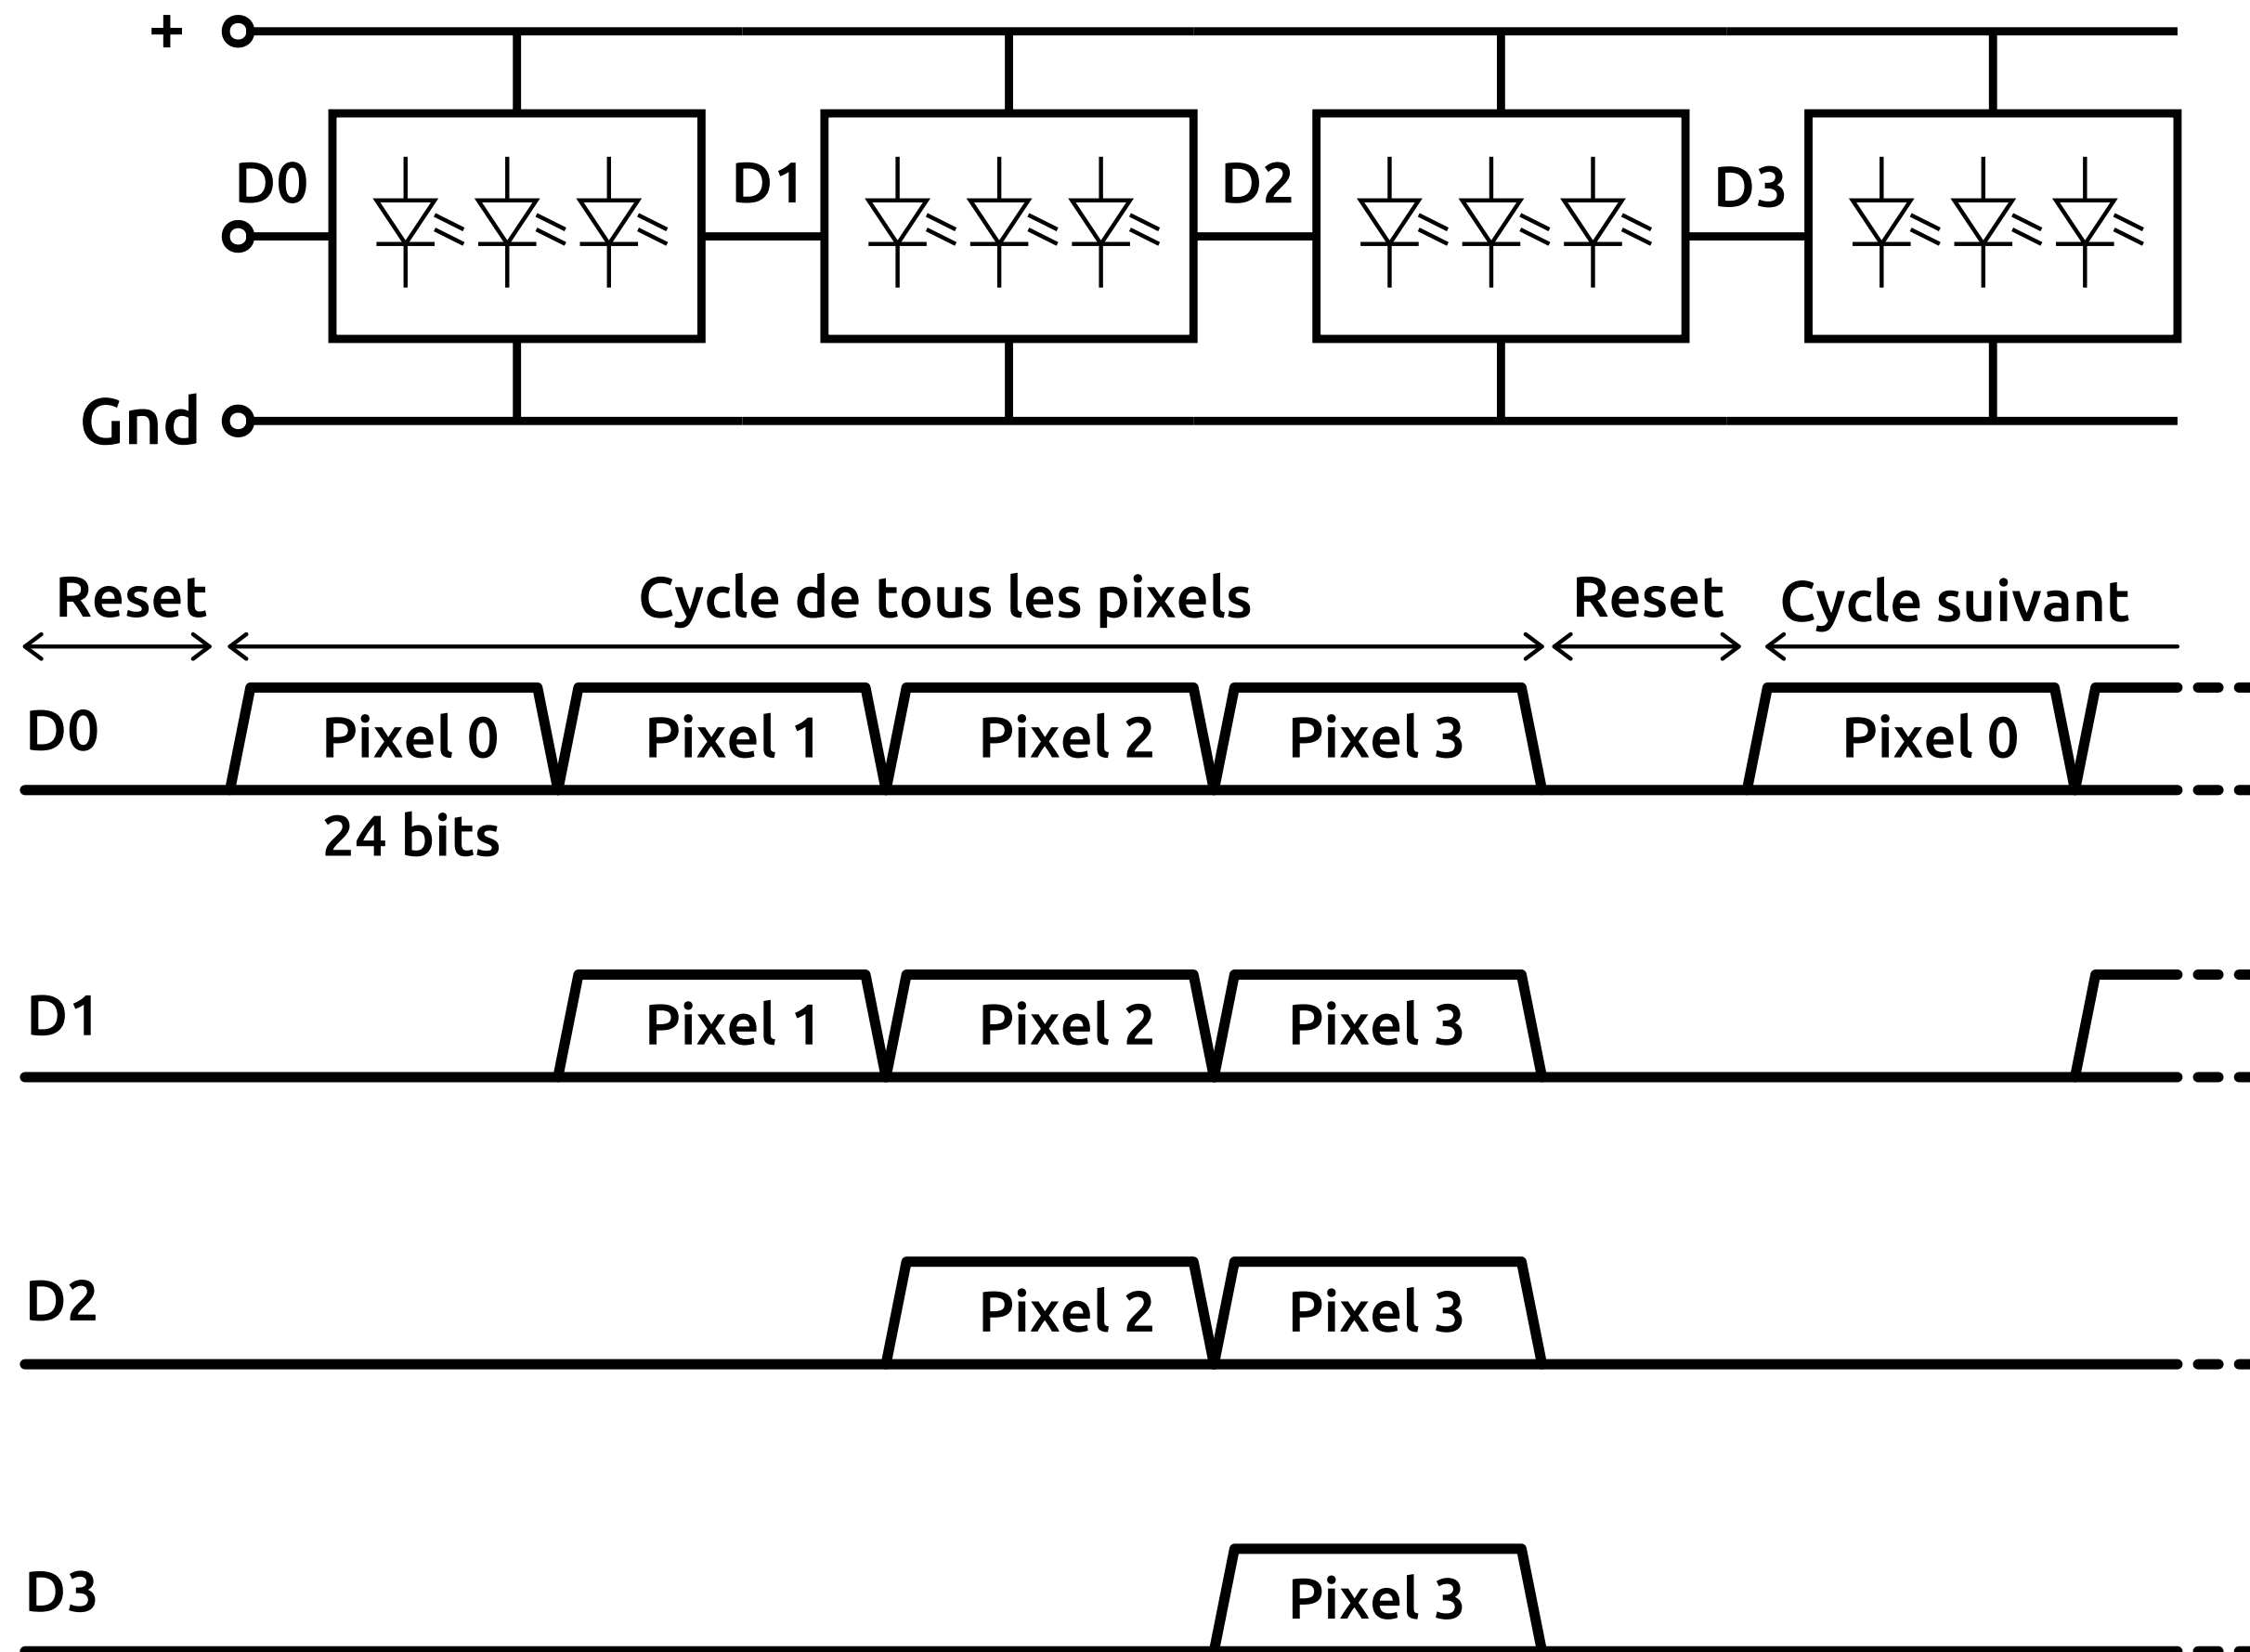 +
D0 D1 D2 D3
Gnd
Reset Cycle de tous les pixels Reset Cycle suivant
D0 Pixel 0 Pixel 1 Pixel 2 Pixel 3 Pixel 0
24 bits
D1 Pixel 1 Pixel 2 Pixel 3
D2 Pixel 2 Pixel 3
D3 Pixel 3